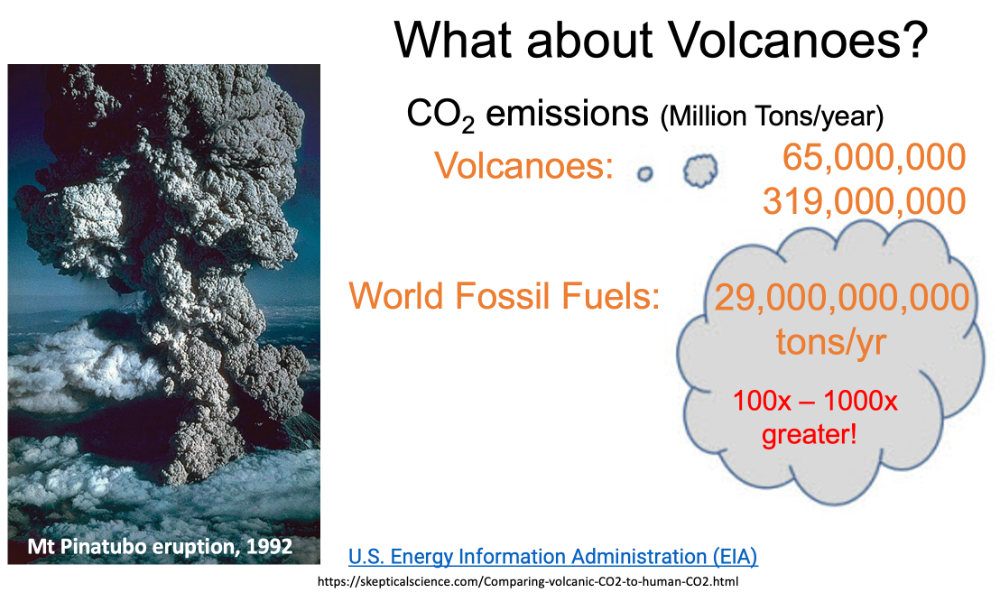 What about Volcanoes?
CO₂ emissions (Million Tons/year)
Volcanoes: 65,000,000
319,000,000
World Fossil Fuels: 29,000,000,000
tons/yr
100x – 1000x
greater!
Mt Pinatubo eruption, 1992
U.S. Energy Information Administration (EIA)
https://skepticalscience.com/Comparing-volcanic-CO2-to-human-CO2.html